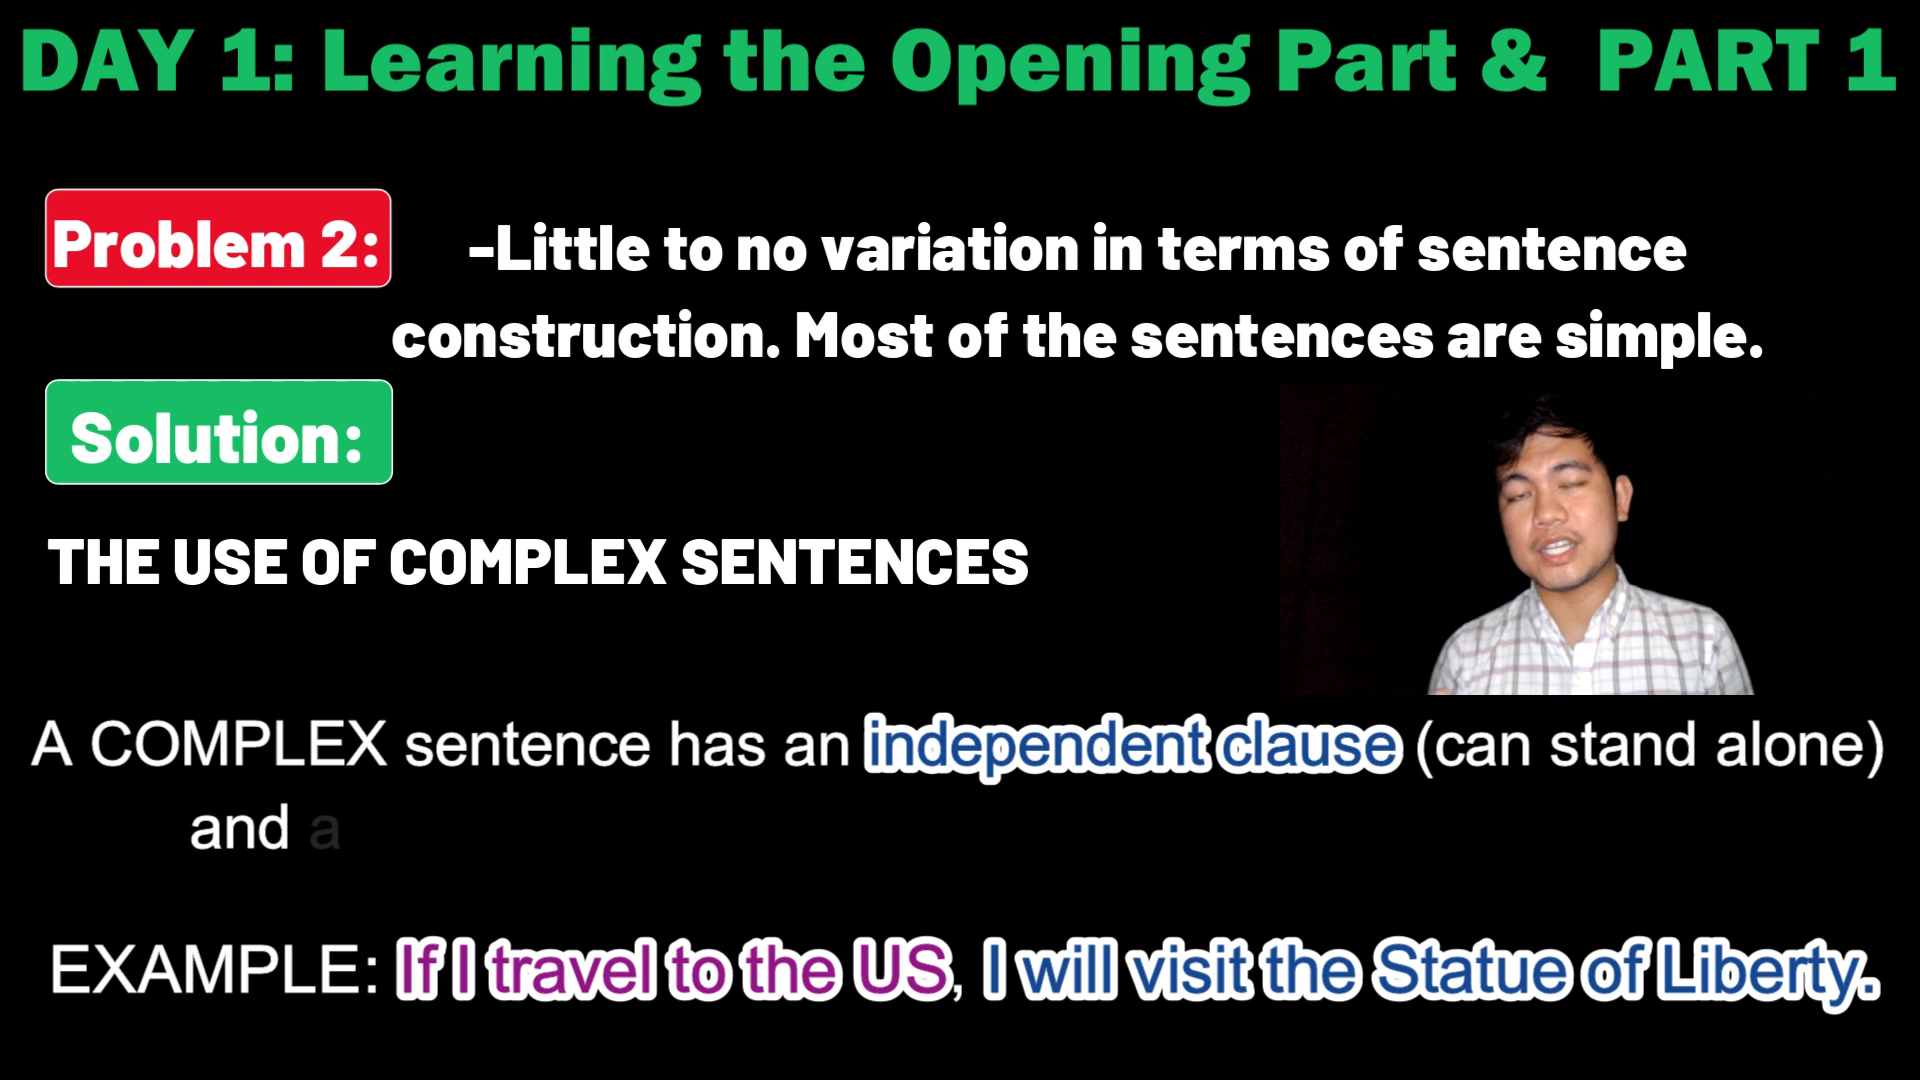 DAY 1: Learning the Opening Part & PART 1
Problem 2:
-Little to no variation in terms of sentence
construction. Most of the sentences are simple.
Solution:
THE USE OF COMPLEX SENTENCES
A COMPLEX sentence has an independent clause (can stand alone)
and a
EXAMPLE: If I travel to the US, I will visit the Statue of Liberty.